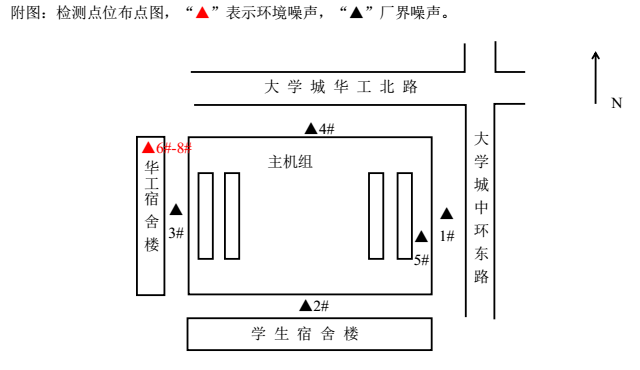 附图：检测点位布点图，“▲”表示环境噪声，“▲”厂界噪声。
大学城华工北路
N
▲4#
▲6#-8#
主机组
华工宿舍楼
大学城中环东路
▲
3#
▲
1#
▲
5#
▲2#
学生宿舍楼